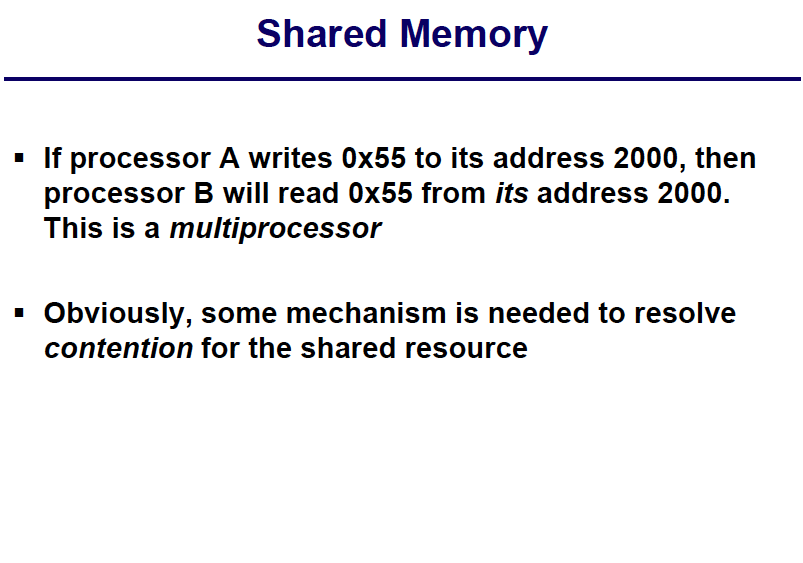 Shared Memory
▪ If processor A writes 0x55 to its address 2000, then
processor B will read 0x55 from its address 2000.
This is a multiprocessor
▪ Obviously, some mechanism is needed to resolve
contention for the shared resource